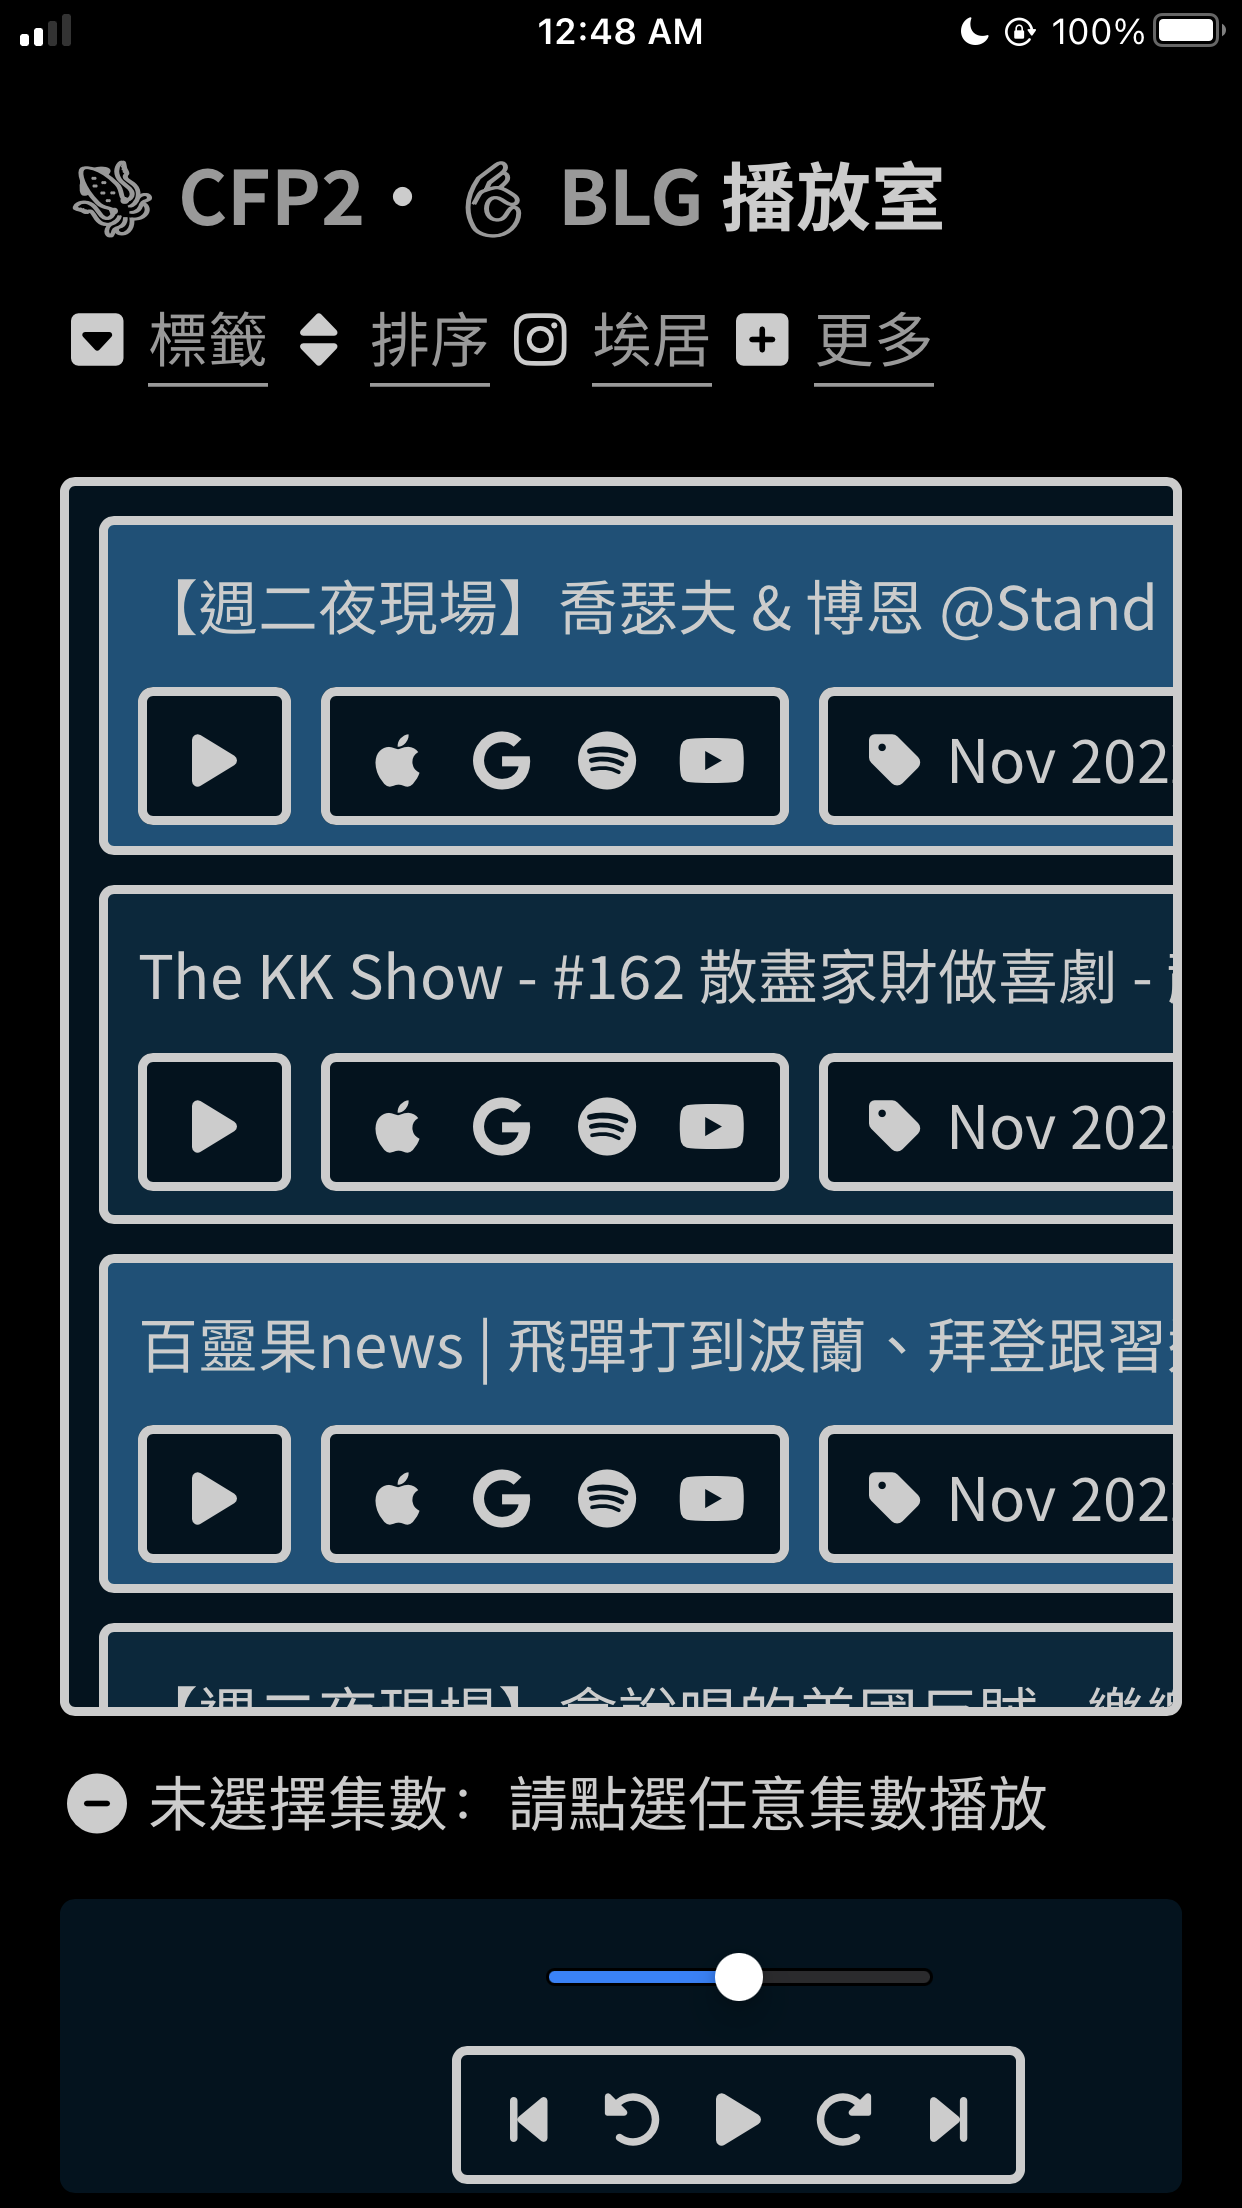 12:48 AM 100%
CFP2 • BLG 播放室
標籤 排序 埃居 更多
【週二夜現場】喬瑟夫 & 博恩 @Stand
Nov 202
The KK Show - #162 散盡家財做喜劇 -
Nov 202
百靈果news | 飛彈打到波蘭、拜登跟習
Nov 202
【週二夜現場】會說唱的美國巨賊
未選擇集數：請點選任意集數播放